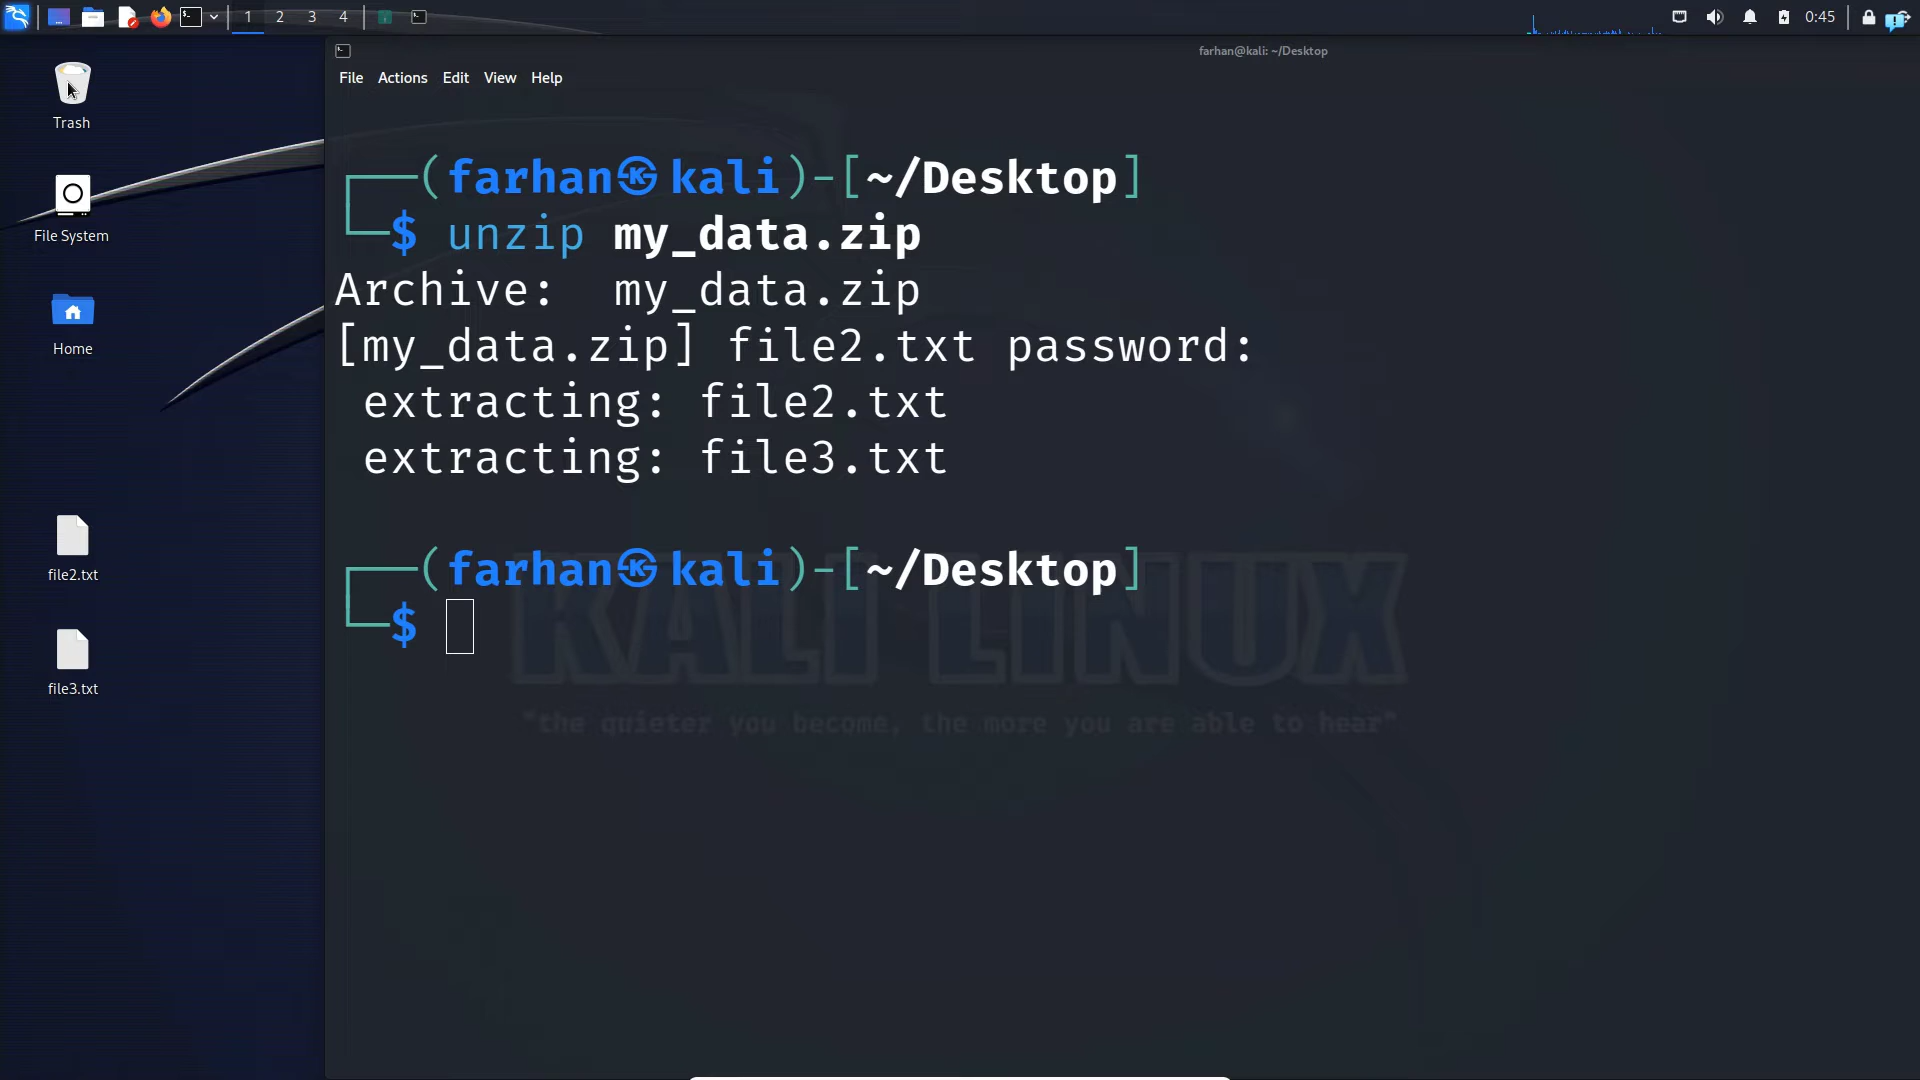 1 2 3 4
0:45
farhan@kali: ~/Desktop
File Actions Edit View Help
Trash
File System
Home
file2.txt
file3.txt
(farhan㉿kali)-[~/Desktop]
$ unzip my_data.zip
Archive:  my_data.zip
[my_data.zip] file2.txt password:
 extracting: file2.txt
 extracting: file3.txt
(farhan㉿kali)-[~/Desktop]
$
KALI LINUX
"the quieter you become, the more you are able to hear"